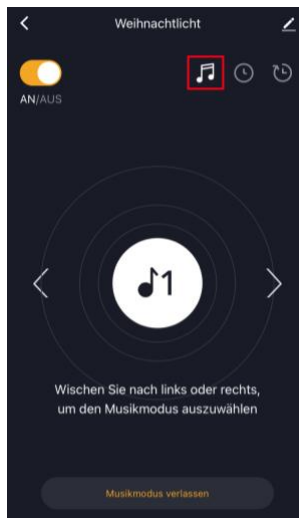 Weihnachtlicht
AN/AUS
1
Wischen Sie nach links oder rechts,
um den Musikmodus auszuwählen
Musikmodus verlassen